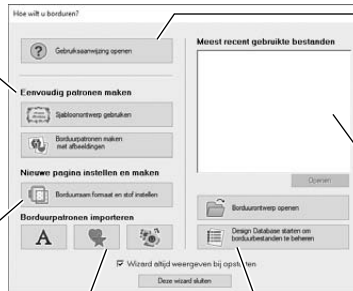 Hoe wilt u borduren?
Gebruiksaanwijzing openen
Eenvoudig patronen maken
Sjabloonontwerp gebruiken
Borduurpatronen maken
met afbeeldingen
Nieuwe pagina instellen en maken
Borduurraam formaat en stof instellen
Borduurpatronen importeren
A
Meest recent gebruikte bestanden
Openen
Borduurontwerp openen
Design Database starten om
borduurbestanden te beheren
Wizard altijd weergeven bij opstarten
Deze wizard sluiten